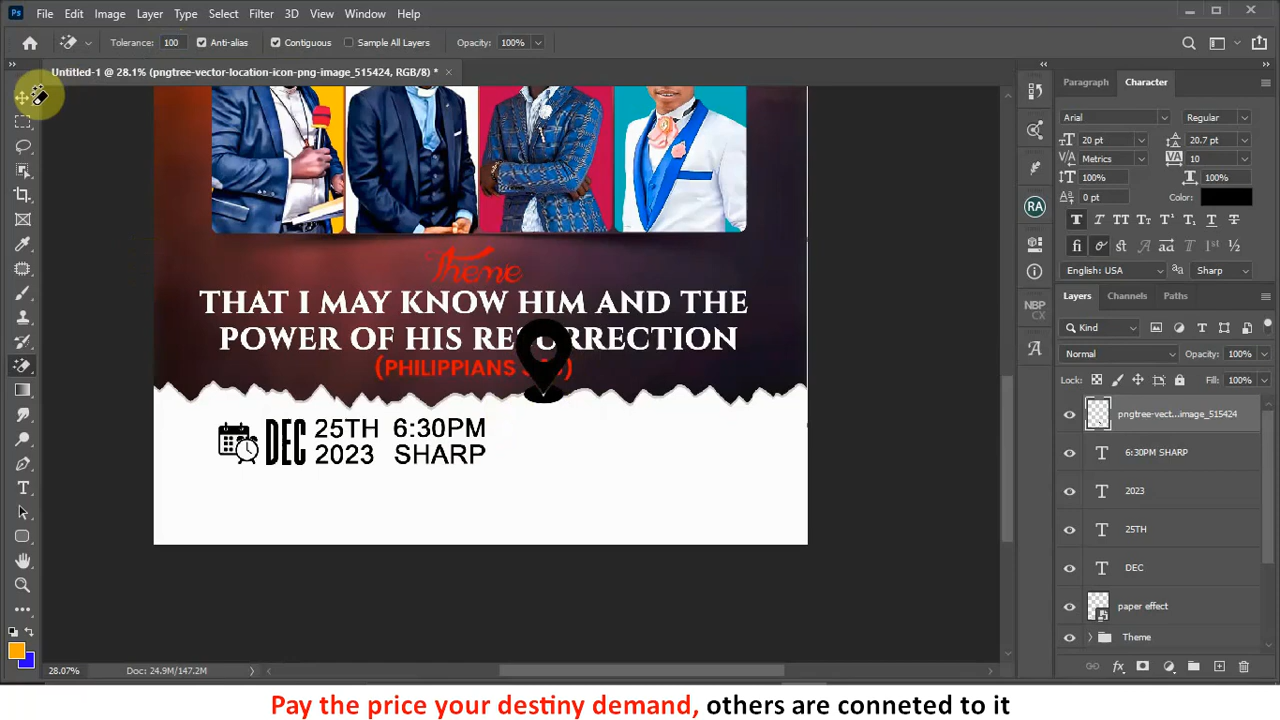 Ps File Edit Image Layer Type Select Filter 3D View Window Help
Tolerance: 100 Anti-alias Contiguous Sample All Layers Opacity: 100%
Untitled-1 @ 28.1% (pngtree-vector-location-icon-png-image_515424, RGB/8) *
Theme
THAT I MAY KNOW HIM AND THE
POWER OF HIS RESURRECTION
(PHILIPPIANS
DEC 25TH 6:30PM
2023 SHARP
28.07% Doc: 24.9M/147.2M
Paragraph Character
Arial Regular
20 pt 20.7 pt
Metrics 10
100% 100%
0 pt Color:
English: USA Sharp
RA
NBP
CX
Layers Channels Paths
Kind
Normal Opacity: 100%
Lock: Fill: 100%
pngtree-vect...image_515424
6:30PM SHARP
2023
25TH
DEC
paper effect
Theme
Pay the price your destiny demand, others are conneted to it